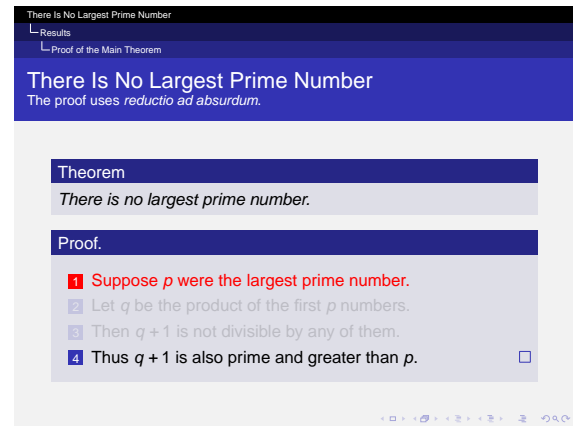 There Is No Largest Prime Number
Results
Proof of the Main Theorem
There Is No Largest Prime Number
The proof uses reductio ad absurdum.
Theorem
There is no largest prime number.
Proof.
1 Suppose p were the largest prime number.
2 Let q be the product of the first p numbers.
3 Then q + 1 is not divisible by any of them.
4 Thus q + 1 is also prime and greater than p.